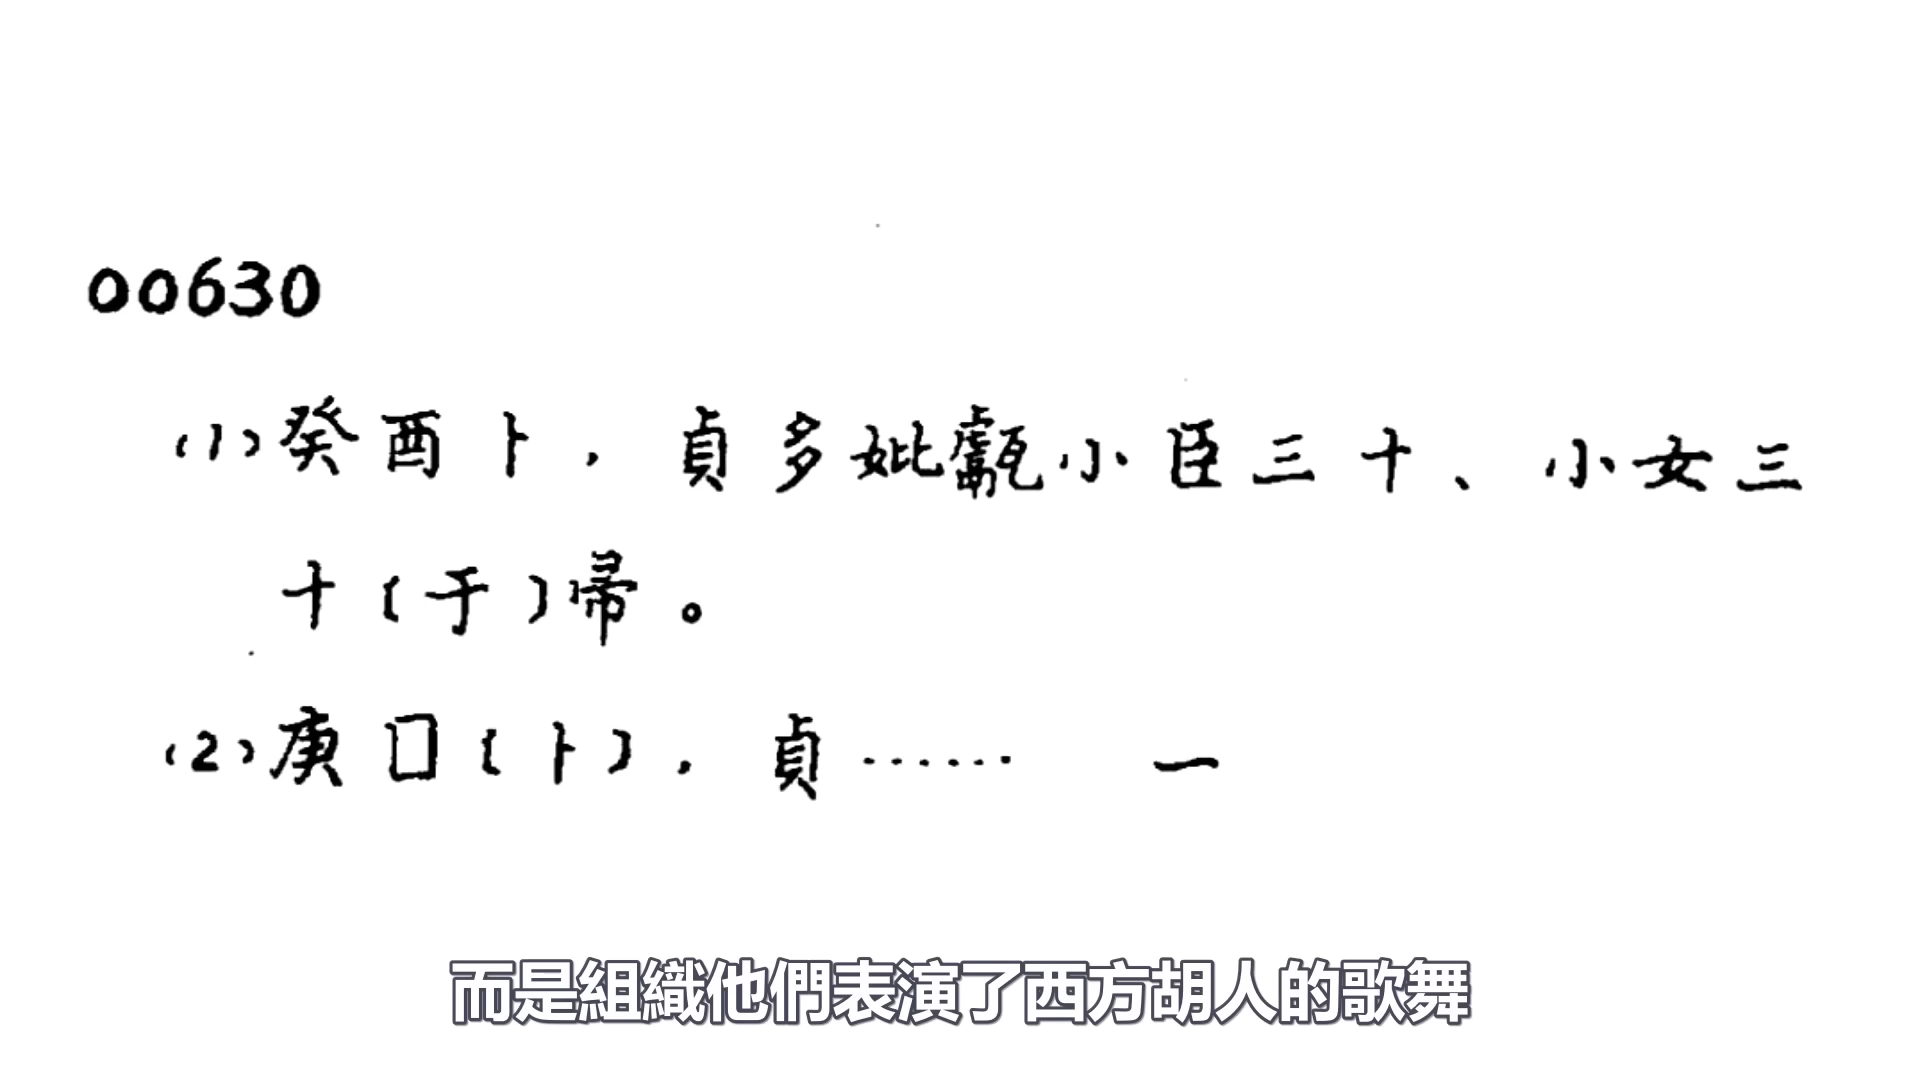 00630
(1)癸酉卜，貞多妣甗小臣三十、小女三
十〔于〕帚。
(2)庚囗〔卜〕，貞…… 一
而是組織他們表演了西方胡人的歌舞